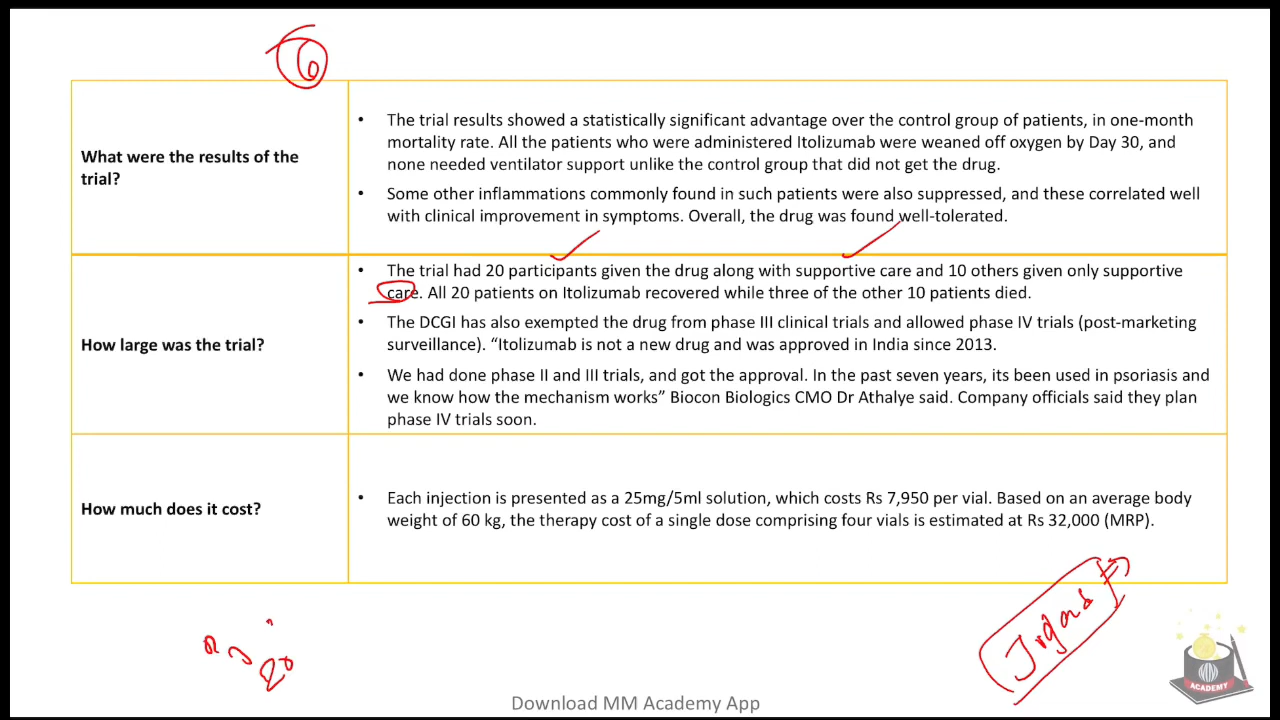 What were the results of the
trial?
• The trial results showed a statistically significant advantage over the control group of patients, in one-month
mortality rate. All the patients who were administered Itolizumab were weaned off oxygen by Day 30, and
none needed ventilator support unlike the control group that did not get the drug.
• Some other inflammations commonly found in such patients were also suppressed, and these correlated well
with clinical improvement in symptoms. Overall, the drug was found well-tolerated.
How large was the trial?
• The trial had 20 participants given the drug along with supportive care and 10 others given only supportive
care. All 20 patients on Itolizumab recovered while three of the other 10 patients died.
• The DCGI has also exempted the drug from phase III clinical trials and allowed phase IV trials (post-marketing
surveillance). “Itolizumab is not a new drug and was approved in India since 2013.
• We had done phase II and III trials, and got the approval. In the past seven years, its been used in psoriasis and
we know how the mechanism works” Biocon Biologics CMO Dr Athalye said. Company officials said they plan
phase IV trials soon.
How much does it cost?
• Each injection is presented as a 25mg/5ml solution, which costs Rs 7,950 per vial. Based on an average body
weight of 60 kg, the therapy cost of a single dose comprising four vials is estimated at Rs 32,000 (MRP).
ACADEMY
Download MM Academy App